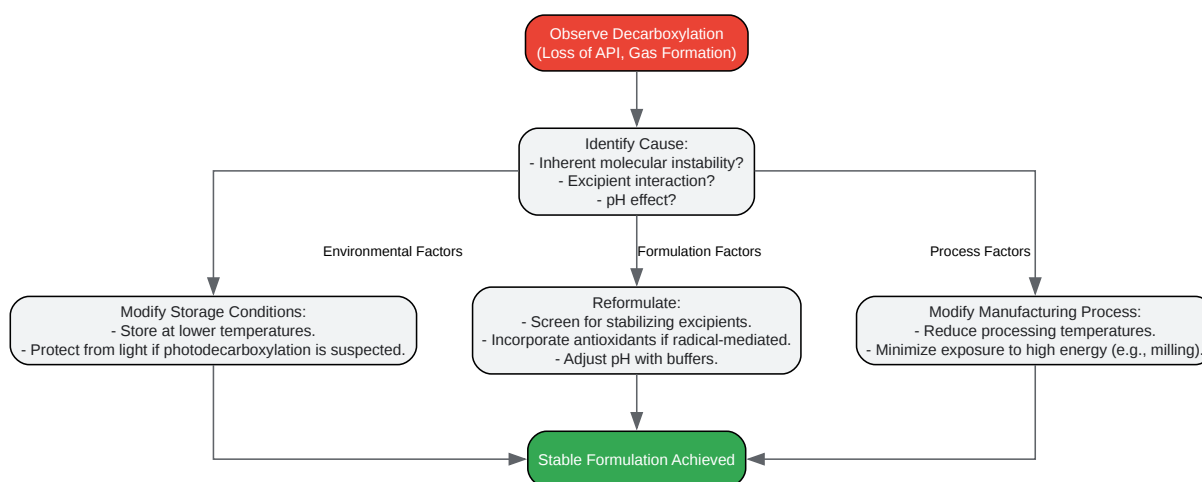 Observe Decarboxylation
(Loss of API, Gas Formation)
Identify Cause:
- Inherent molecular instability?
- Excipient interaction?
- pH effect?
Environmental Factors
Formulation Factors
Process Factors
Modify Storage Conditions:
- Store at lower temperatures.
- Protect from light if photodecarboxylation is suspected.
Reformulate:
- Screen for stabilizing excipients.
- Incorporate antioxidants if radical-mediated.
- Adjust pH with buffers.
Modify Manufacturing Process:
- Reduce processing temperatures.
- Minimize exposure to high energy (e.g., milling).
Stable Formulation Achieved